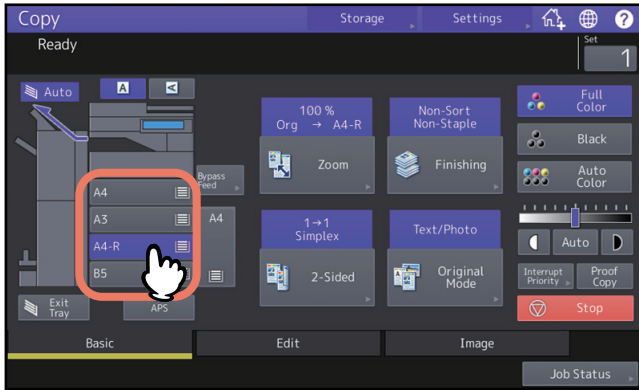 Copy
Storage
Settings
Ready
Set
1
Auto
A
A
100 %
Org → A4-R
Zoom
Non-Sort
Non-Staple
Finishing
Full
Color
Black
Auto
Color
Bypass
Feed
A4
A3
A4-R
B5
A4
1→1
Simplex
2-Sided
Text/Photo
Original
Mode
Auto
Interrupt
Priority
Proof
Copy
Exit
Tray
APS
Stop
Basic
Edit
Image
Job Status